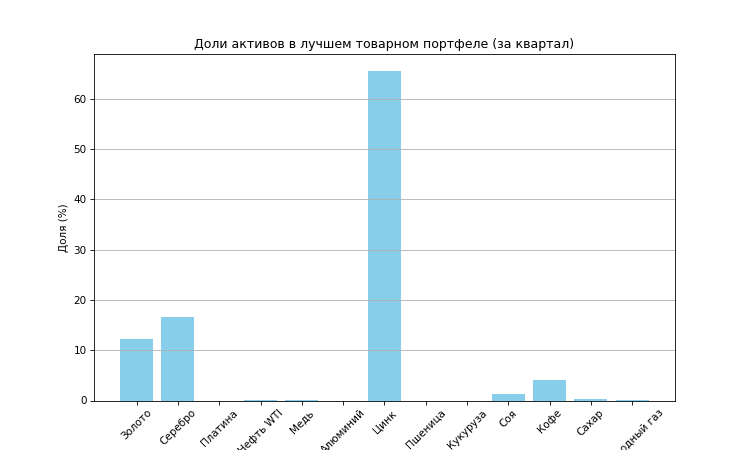 Доли активов в лучшем товарном портфеле (за квартал)
Доля (%)
60
50
40
30
20
10
0
Золото
Серебро
Платина
Нефть WTI
Медь
Алюминий
Цинк
Пшеница
Кукуруза
Соя
Кофе
Сахар
газ